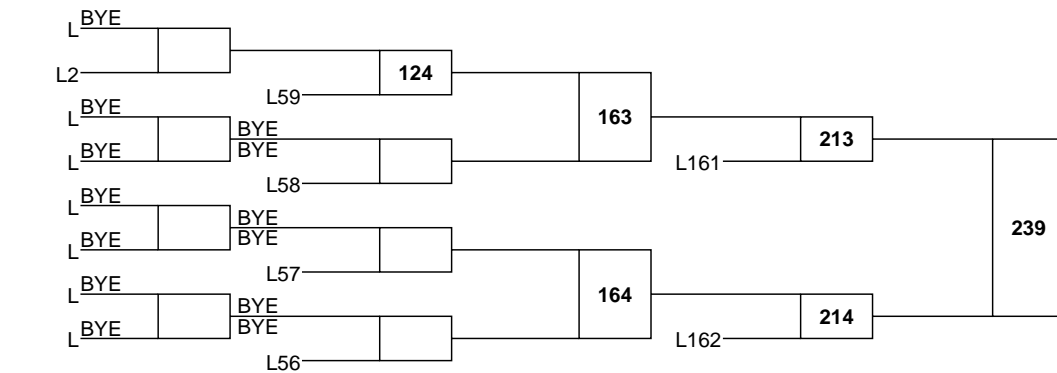 L BYE
L2
L59
124
L BYE
L BYE
BYE
BYE
L58
163
L161
213
L BYE
L BYE
BYE
BYE
L57
239
L BYE
L BYE
BYE
BYE
L56
164
L162
214